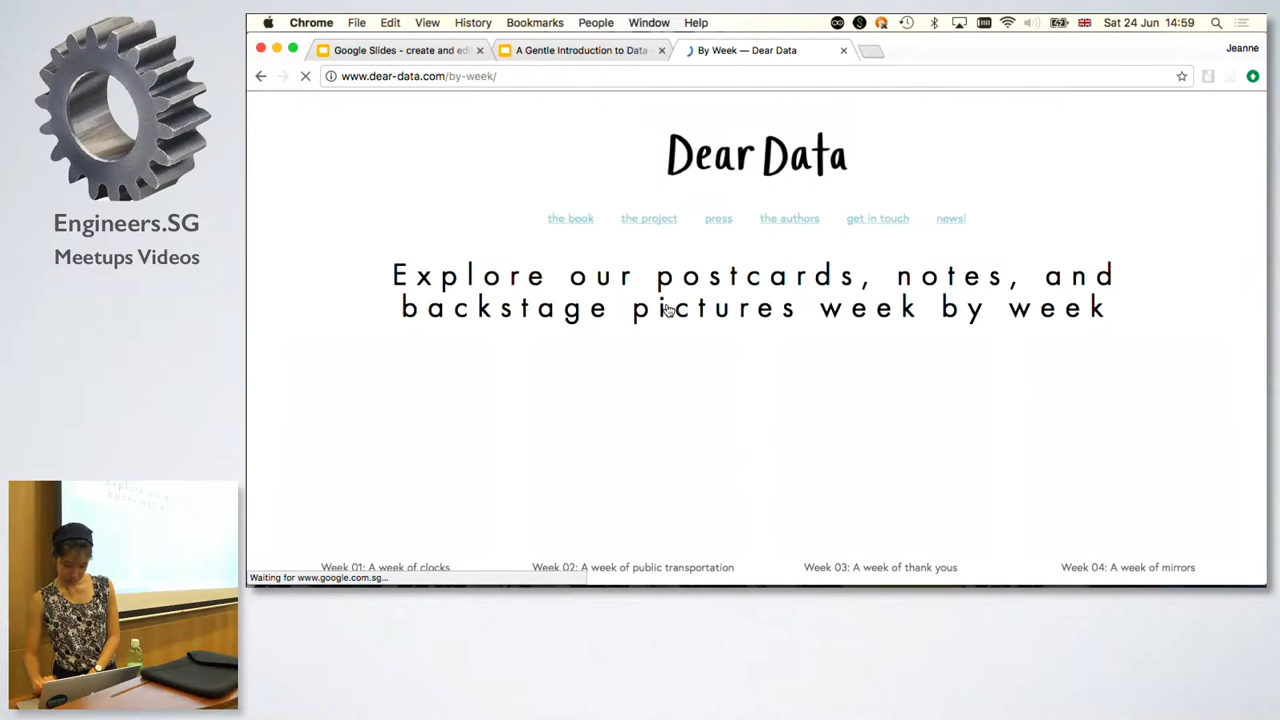 Chrome File Edit View History Bookmarks People Window Help Sat 24 Jun 14:59
Google Slides - create and edi
A Gentle Introduction to Data
By Week — Dear Data
Jeanne
www.dear-data.com/by-week/
Dear Data
the book the project press the authors get in touch news!
Explore our postcards, notes, and
backstage pictures week by week
Week 01: A week of clocks
Week 02: A week of public transportation
Week 03: A week of thank yous
Week 04: A week of mirrors
Waiting for www.google.com.sg...
Engineers.SG
Meetups Videos